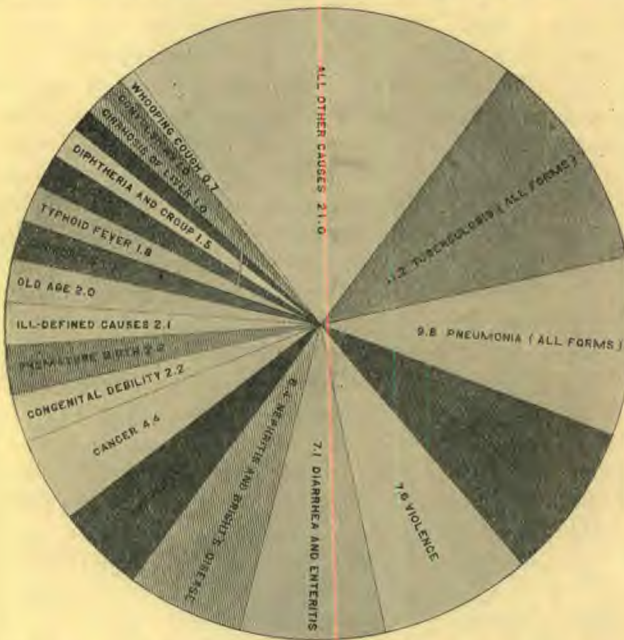 ALL OTHER CAUSES 21.0
11.2 TUBERCULOSIS (ALL FORMS)
9.8 PNEUMONIA (ALL FORMS)
7.6 VIOLENCE
7.1 DIARRHEA AND ENTERITIS
NEPHRITIS AND BRIGHT'S DISEASE
CANCER 4.4
CONGENITAL DEBILITY 2.2
PREMATURE BIRTH
ILL-DEFINED CAUSES 2.1
OLD AGE 2.0
TYPHOID FEVER 1.8
DIPHTHERIA AND CROUP 1.5
CIRRHOSIS OF LIVER 1.0
WHOOPING COUGH 0.7